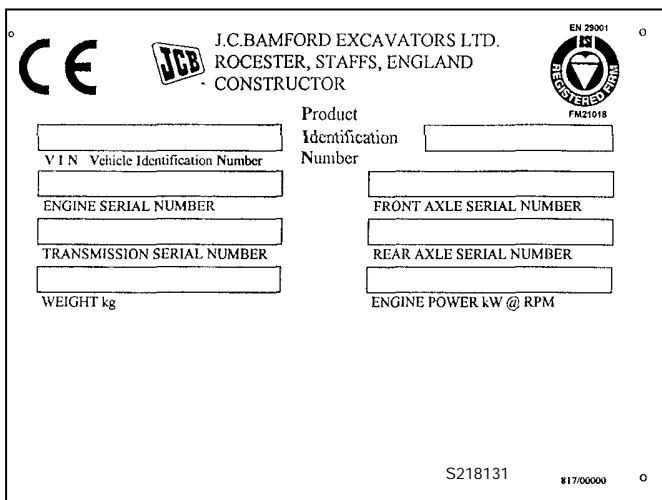 CE
JCB
J.C.BAMFORD EXCAVATORS LTD.
ROCESTER, STAFFS, ENGLAND
CONSTRUCTOR
EN 29001
REGISTERED FIRM
FM21018
Product
Identification
Number
V I N Vehicle Identification Number
ENGINE SERIAL NUMBER
FRONT AXLE SERIAL NUMBER
TRANSMISSION SERIAL NUMBER
REAR AXLE SERIAL NUMBER
WEIGHT kg
ENGINE POWER kW @ RPM
S218131
817/00000